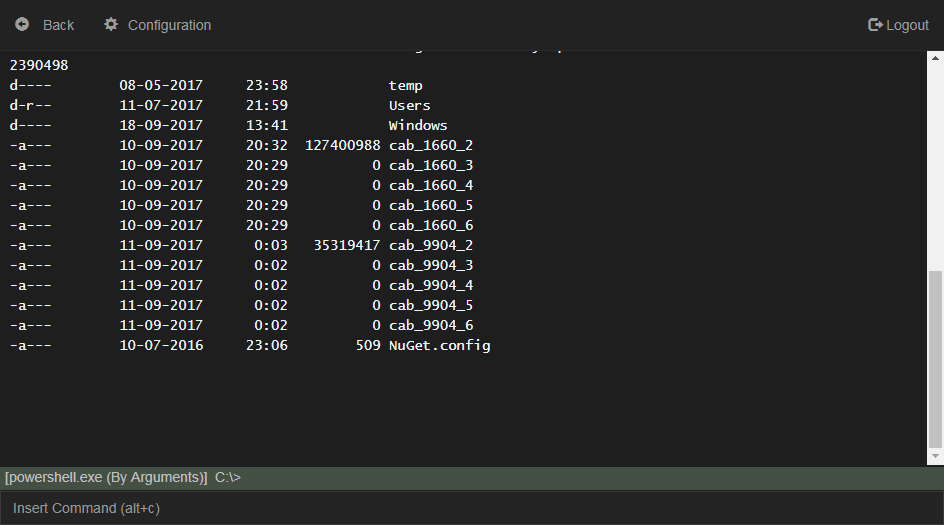 Back Configuration Logout
2390498
d---- 08-05-2017 23:58 temp
d-r-- 11-07-2017 21:59 Users
d---- 18-09-2017 13:41 Windows
-a--- 10-09-2017 20:32 127400988 cab_1660_2
-a--- 10-09-2017 20:29 0 cab_1660_3
-a--- 10-09-2017 20:29 0 cab_1660_4
-a--- 10-09-2017 20:29 0 cab_1660_5
-a--- 10-09-2017 20:29 0 cab_1660_6
-a--- 11-09-2017 0:03 35319417 cab_9904_2
-a--- 11-09-2017 0:02 0 cab_9904_3
-a--- 11-09-2017 0:02 0 cab_9904_4
-a--- 11-09-2017 0:02 0 cab_9904_5
-a--- 11-09-2017 0:02 0 cab_9904_6
-a--- 10-07-2016 23:06 509 NuGet.config
[powershell.exe (By Arguments)] C:\>
Insert Command (alt+c)